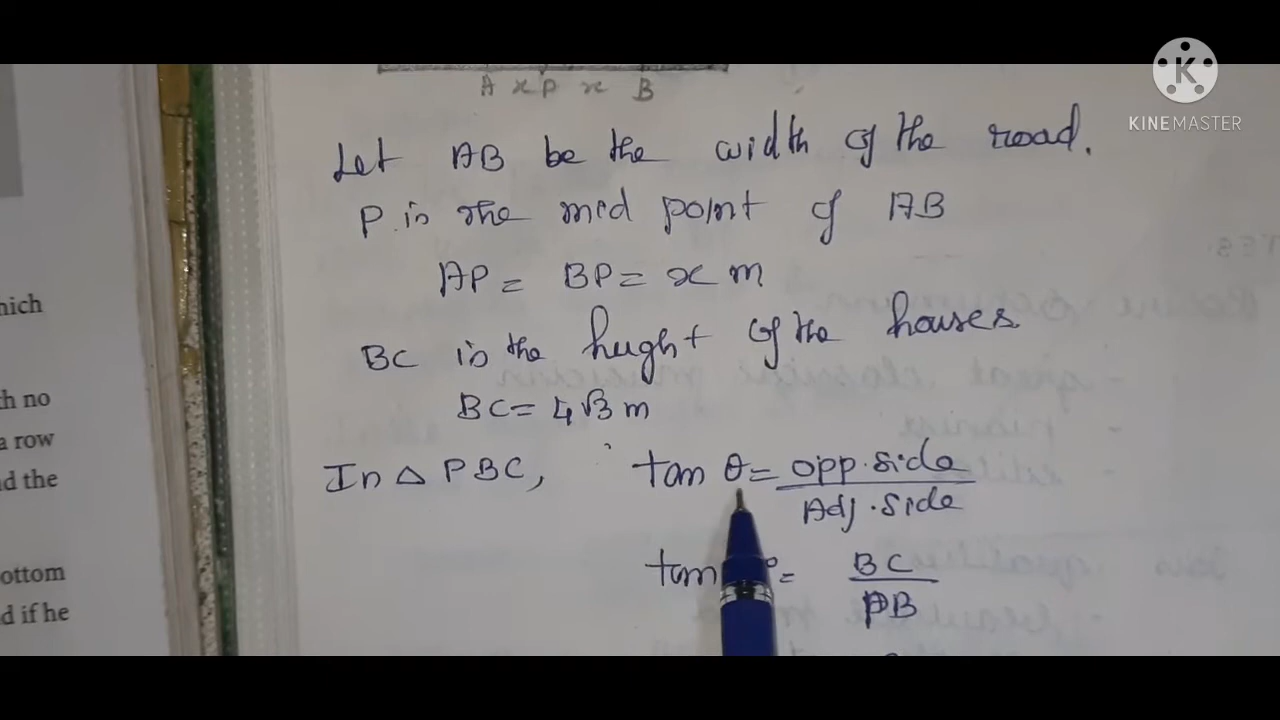 KINEMASTER
A x P x B
Let AB be the width of the road.
P is the mid point of AB
AP = BP = x m
BC is the hught of the houses
BC = 4√3 m
In △ PBC, tan θ = opp.side / Adj.side
tan ° = BC / PB
hich
h no
a row
d the
ottom
d if he